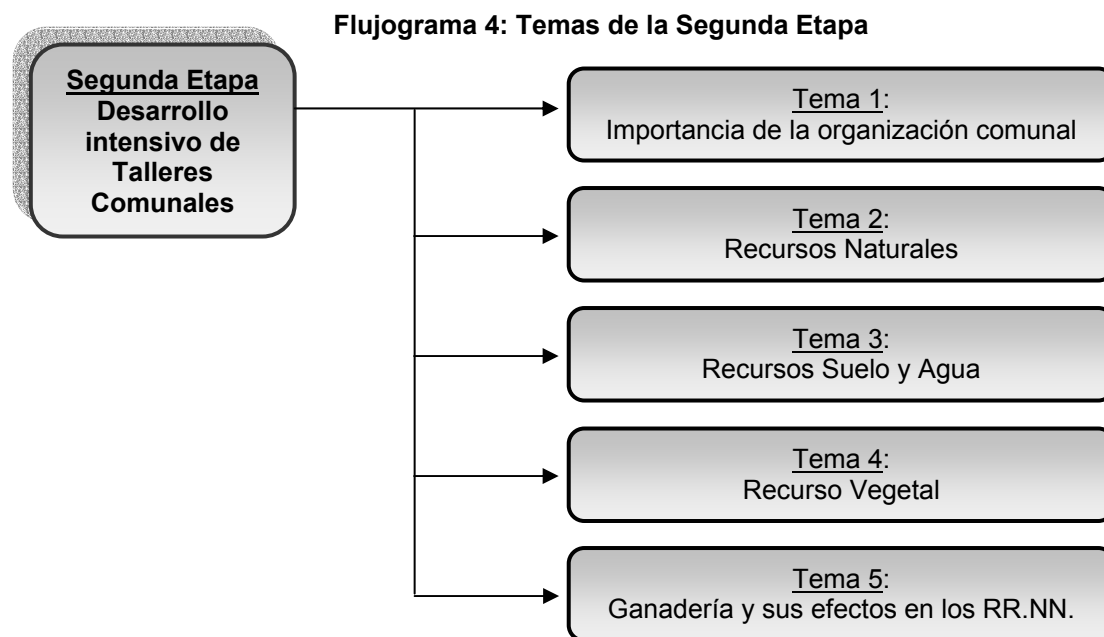 Flujograma 4: Temas de la Segunda Etapa
Segunda Etapa
Desarrollo
intensivo de
Talleres
Comunales
Tema 1:
Importancia de la organización comunal
Tema 2:
Recursos Naturales
Tema 3:
Recursos Suelo y Agua
Tema 4:
Recurso Vegetal
Tema 5:
Ganadería y sus efectos en los RR.NN.